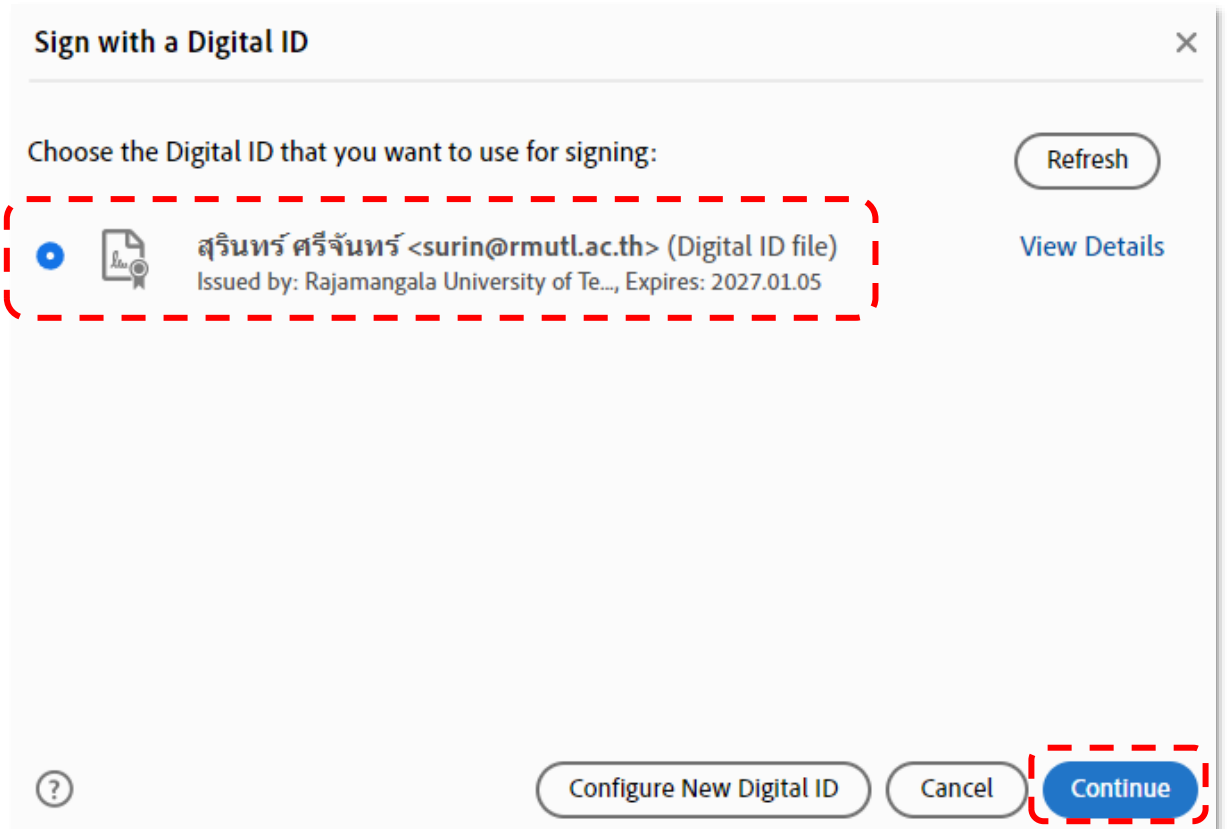 Sign with a Digital ID
Choose the Digital ID that you want to use for signing:
Refresh
สุรินทร์ ศรีจันทร์ <surin@rmutl.ac.th> (Digital ID file)
View Details
Issued by: Rajamangala University of Te..., Expires: 2027.01.05
?
Configure New Digital ID
Cancel
Continue